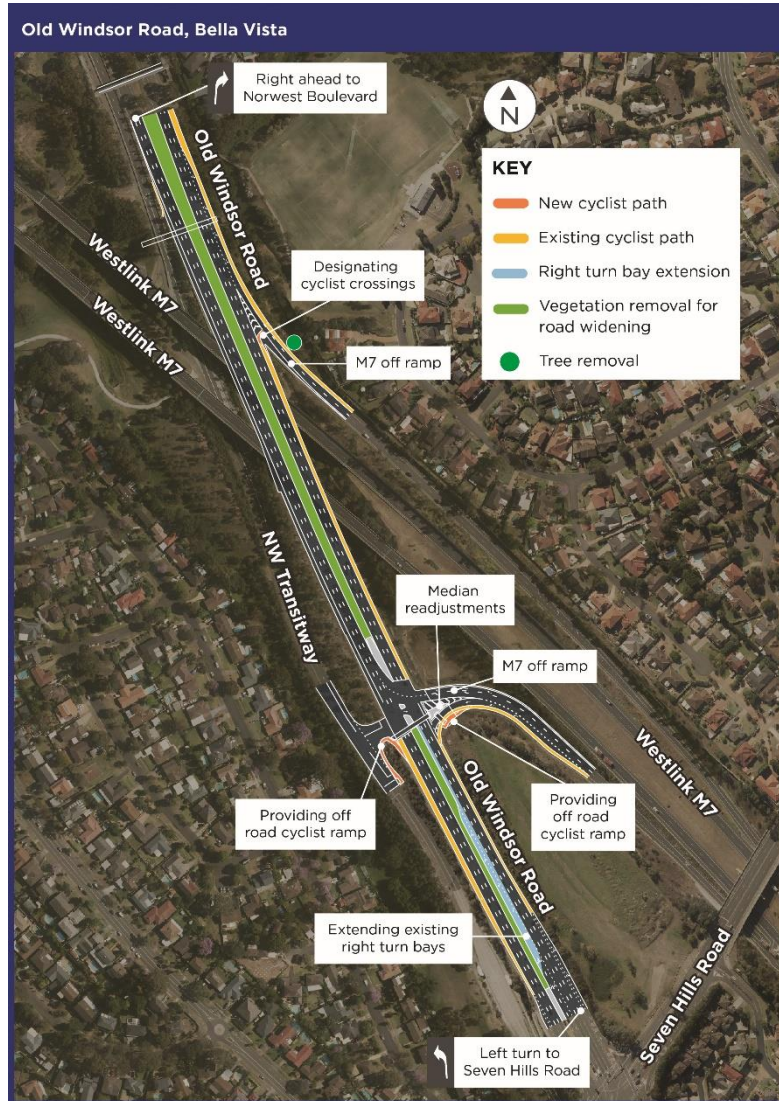 Old Windsor Road, Bella Vista
Right ahead to
Norwest Boulevard
N
KEY
New cyclist path
Existing cyclist path
Right turn bay extension
Vegetation removal for
road widening
Tree removal
Old Windsor Road
Westlink M7
Westlink M7
Designating
cyclist crossings
M7 off ramp
NW Transitway
Median
readjustments
M7 off ramp
Westlink M7
Providing off
road cyclist ramp
Old Windsor Road
Providing
off road
cyclist ramp
Extending existing
right turn bays
Seven Hills Road
Left turn to
Seven Hills Road